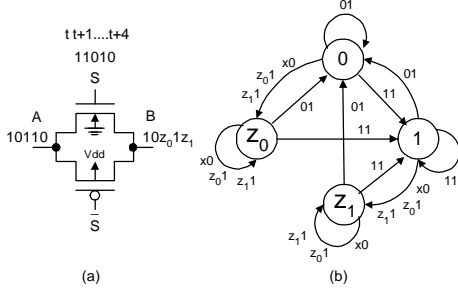 t t+1....t+4
11010
S
A
B
10110
10z₀1z₁
Vdd
S̅
(a)
01
0
x0
z₀1
z₁1
01
11
01
z₀
11
1
x0
z₀1
z₁1
01
11
x0
z₀1
z₁1
11
z₁
z₁1
z₀1
x0
(b)